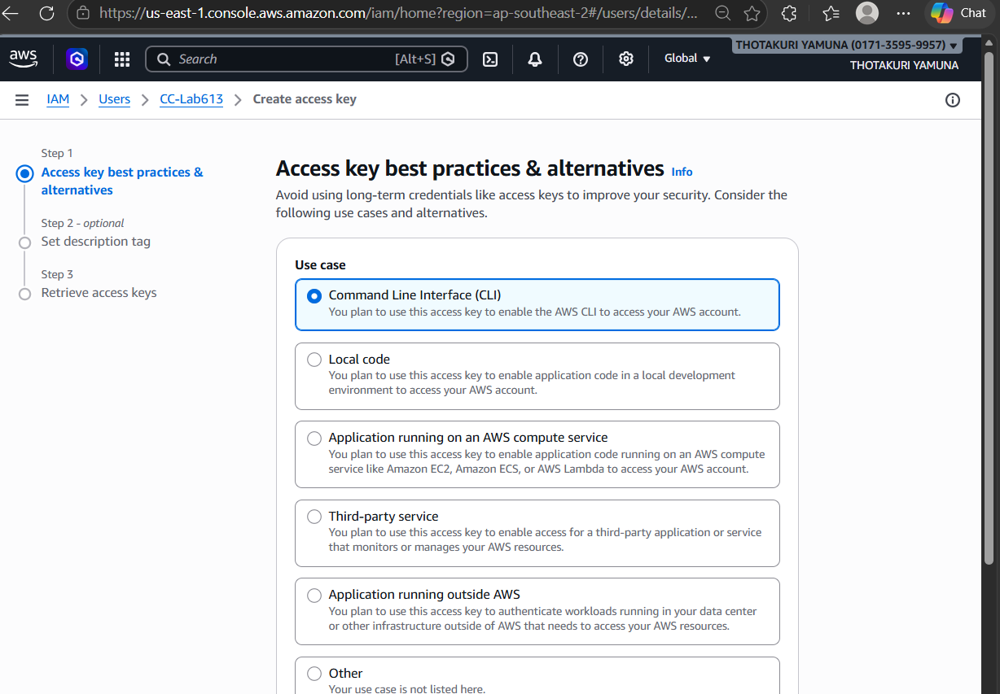 https://us-east-1.console.aws.amazon.com/iam/home?region=ap-southeast-2#/users/details/...
Chat
aws
Search
[Alt+S]
Global
THOTAKURI YAMUNA (0171-3595-9957)
THOTAKURI YAMUNA
IAM
Users
CC-Lab613
Create access key
Step 1
Access key best practices &
alternatives
Step 2 - optional
Set description tag
Step 3
Retrieve access keys
Access key best practices & alternatives Info
Avoid using long-term credentials like access keys to improve your security. Consider the
following use cases and alternatives.
Use case
Command Line Interface (CLI)
You plan to use this access key to enable the AWS CLI to access your AWS account.
Local code
You plan to use this access key to enable application code in a local development
environment to access your AWS account.
Application running on an AWS compute service
You plan to use this access key to enable application code running on an AWS compute
service like Amazon EC2, Amazon ECS, or AWS Lambda to access your AWS account.
Third-party service
You plan to use this access key to enable access for a third-party application or service
that monitors or manages your AWS resources.
Application running outside AWS
You plan to use this access key to authenticate workloads running in your data center
or other infrastructure outside of AWS that needs to access your AWS resources.
Other
Your use case is not listed here.